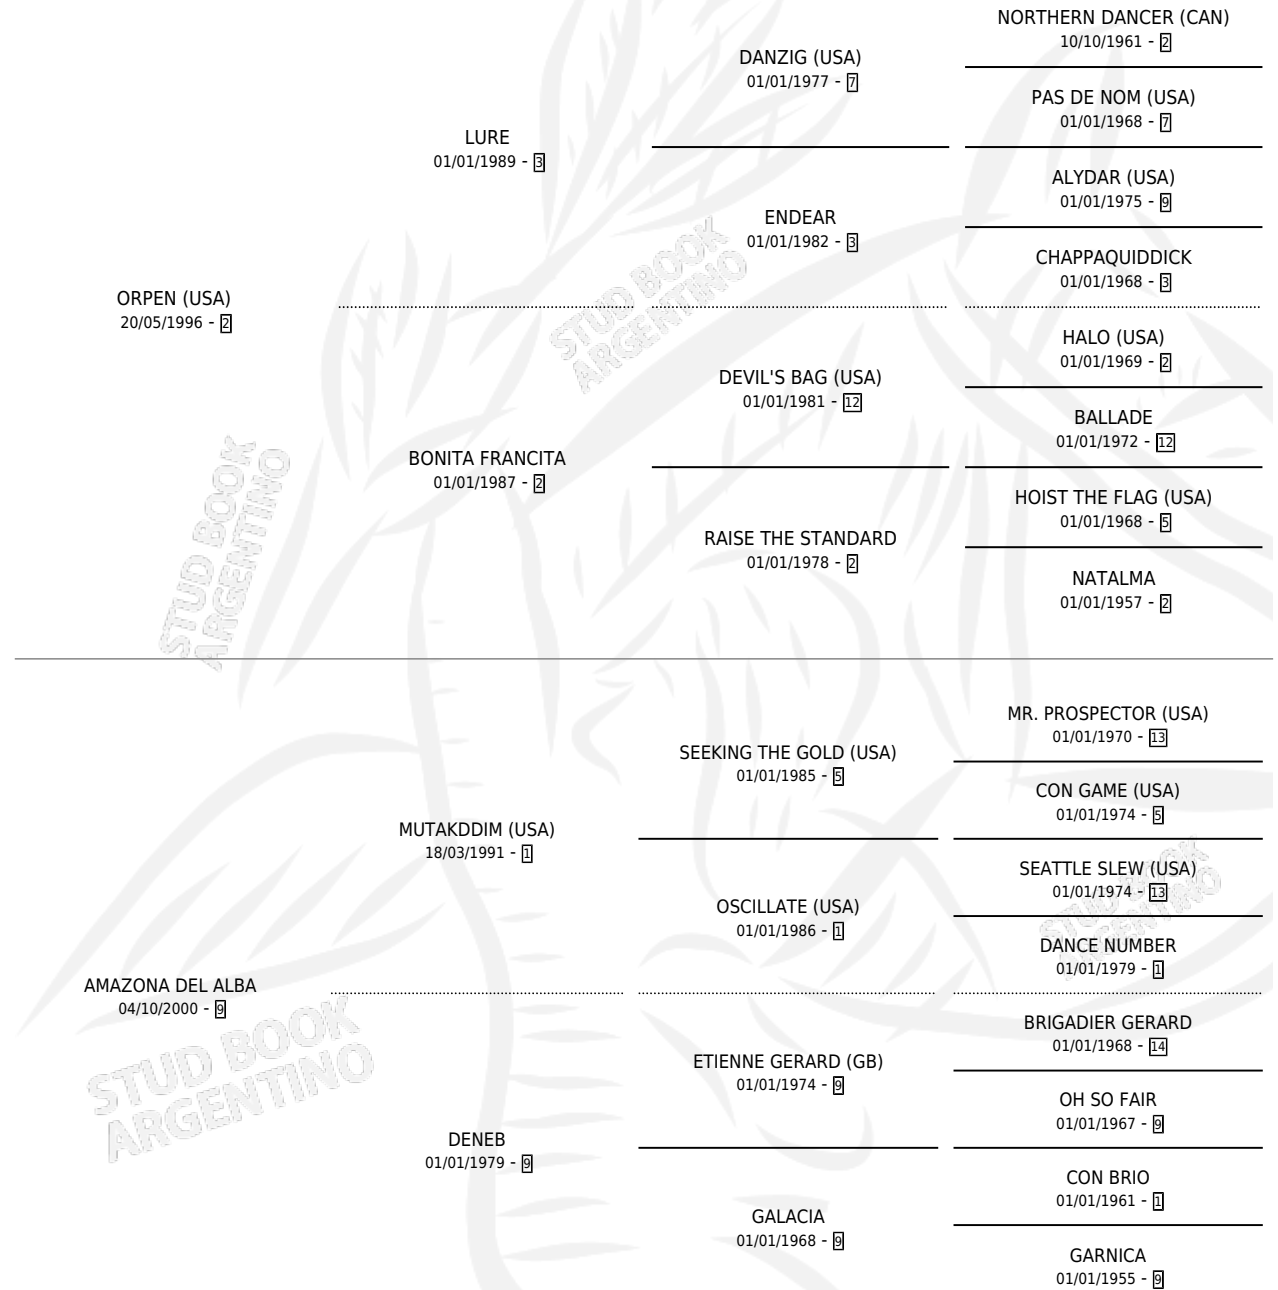 NORTHERN DANCER (CAN)
10/10/1961 - 2
DANZIG (USA)
01/01/1977 - 7
PAS DE NOM (USA)
01/01/1968 - 7
LURE
01/01/1989 - 3
ALYDAR (USA)
01/01/1975 - 9
ENDEAR
01/01/1982 - 3
CHAPPAQUIDDICK
01/01/1968 - 3
ORPEN (USA)
20/05/1996 - 2
HALO (USA)
01/01/1969 - 2
DEVIL'S BAG (USA)
01/01/1981 - 12
BALLADE
01/01/1972 - 12
BONITA FRANCITA
01/01/1987 - 2
HOIST THE FLAG (USA)
01/01/1968 - 5
RAISE THE STANDARD
01/01/1978 - 2
NATALMA
01/01/1957 - 2
MR. PROSPECTOR (USA)
01/01/1970 - 13
SEEKING THE GOLD (USA)
01/01/1985 - 5
CON GAME (USA)
01/01/1974 - 5
MUTAKDDIM (USA)
18/03/1991 - 1
SEATTLE SLEW (USA)
01/01/1974 - 13
OSCILLATE (USA)
01/01/1986 - 1
DANCE NUMBER
01/01/1979 - 1
AMAZONA DEL ALBA
04/10/2000 - 9
BRIGADIER GERARD
01/01/1968 - 14
ETIENNE GERARD (GB)
01/01/1974 - 9
OH SO FAIR
01/01/1967 - 9
DENEB
01/01/1979 - 9
CON BRIO
01/01/1961 - 1
GALACIA
01/01/1968 - 9
GARNICA
01/01/1955 - 9
STUD BOOK
ARGENTINO
STUD BOOK
ARGENTINO
STUD BOOK
ARGENTINO
STUD BOOK
ARGENTINO